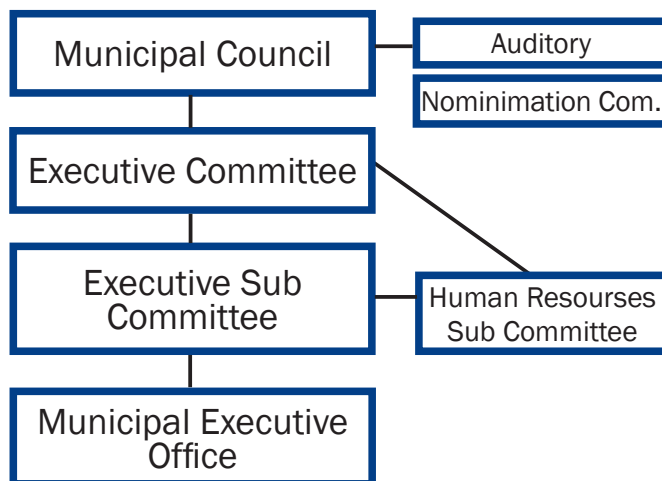 Municipal Council
Auditory
Nominimation Com.
Executive Committee
Executive Sub
Committee
Human Resourses
Sub Committee
Municipal Executive
Office